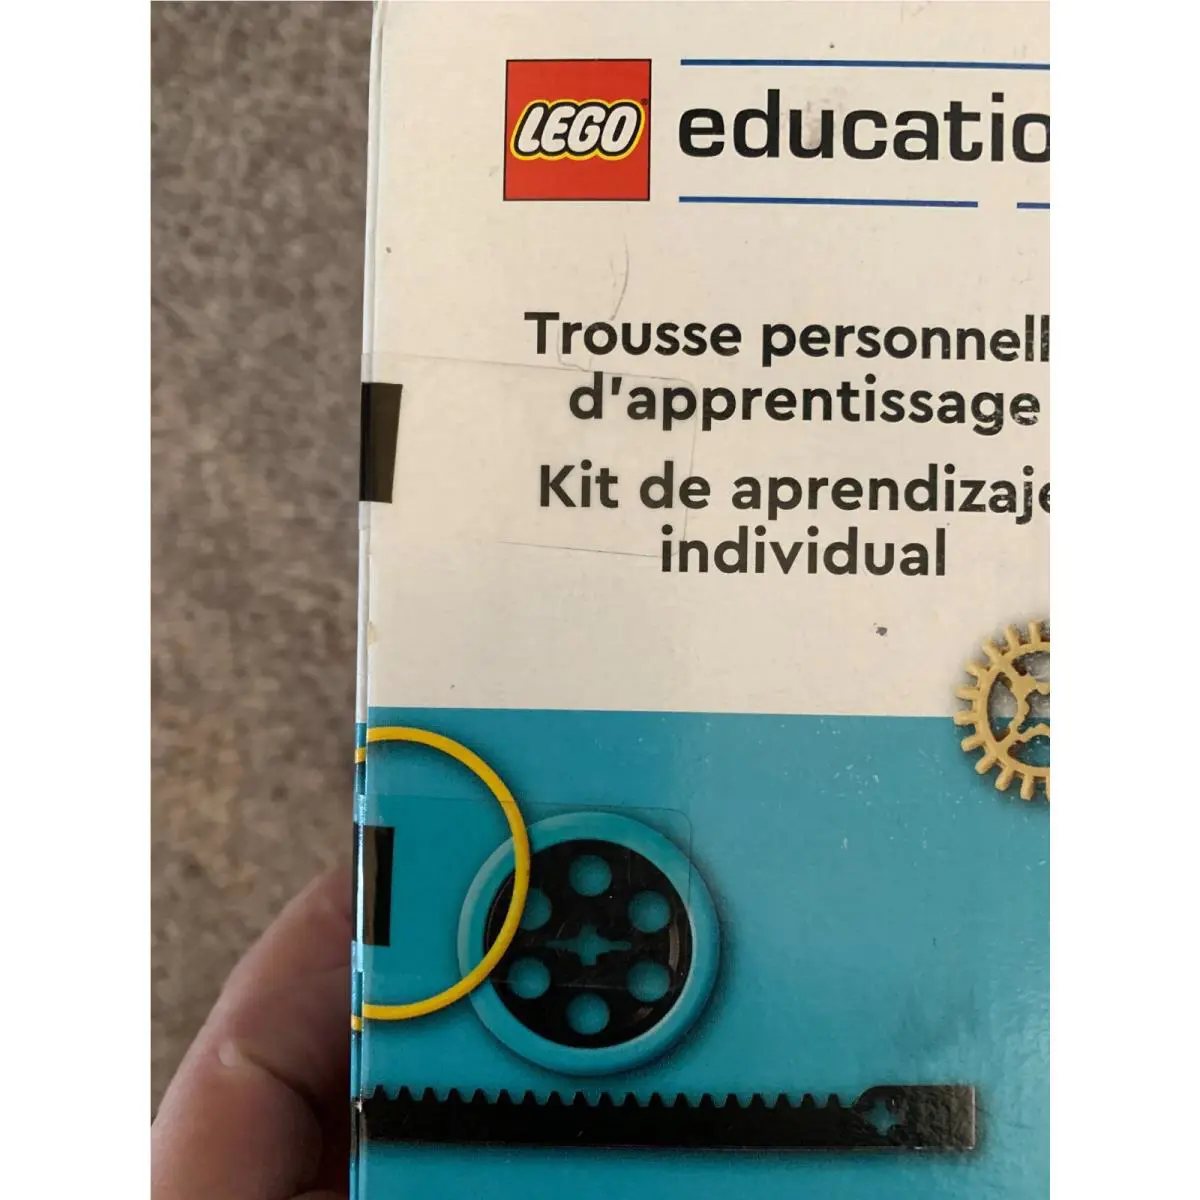 LEGO educatio
Trousse personnell
d'apprentissage
Kit de aprendizaje
individual